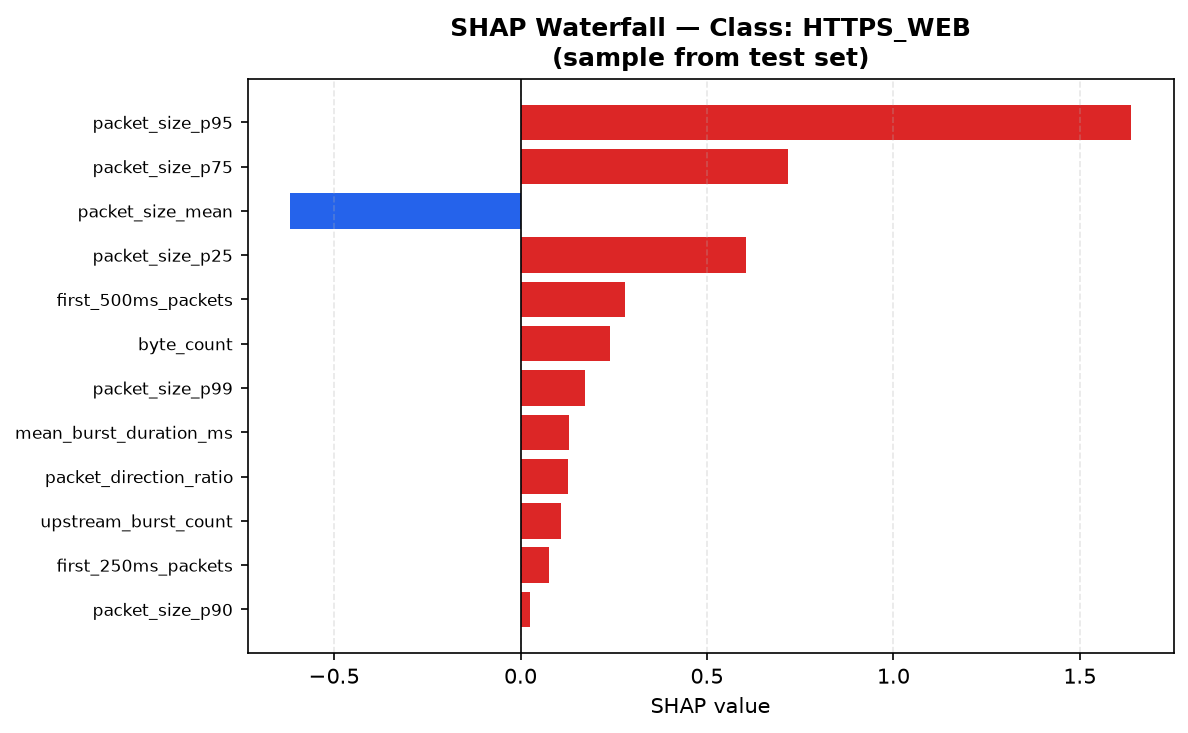 SHAP Waterfall — Class: HTTPS_WEB
(sample from test set)
packet_size_p95
packet_size_p75
packet_size_mean
packet_size_p25
first_500ms_packets
byte_count
packet_size_p99
mean_burst_duration_ms
packet_direction_ratio
upstream_burst_count
first_250ms_packets
packet_size_p90
−0.5 0.0 0.5 1.0 1.5
SHAP value